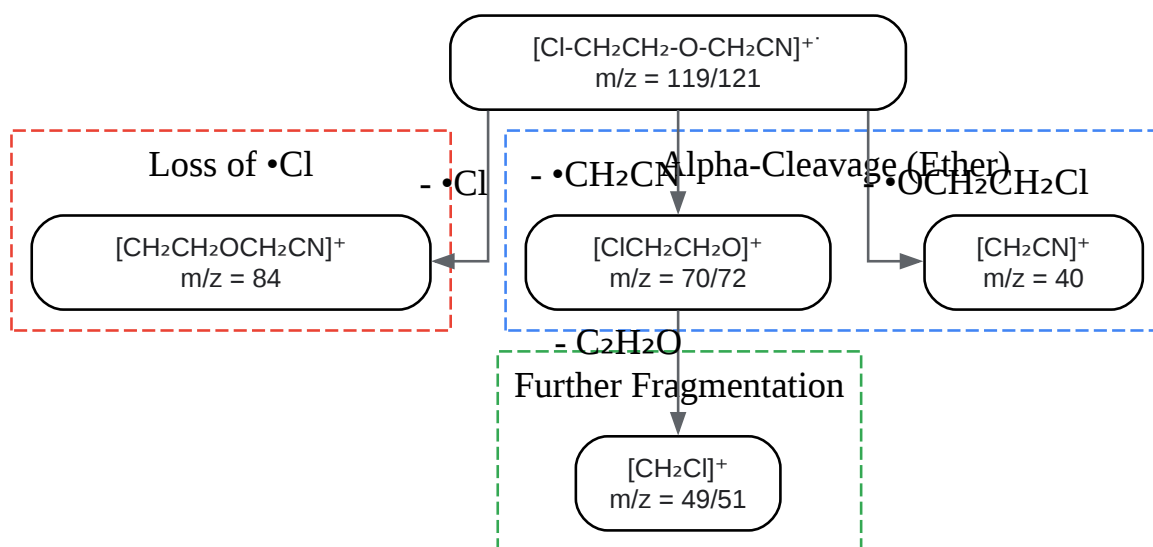 [Cl-CH₂CH₂-O-CH₂CN]⁺˙
m/z = 119/121
Loss of •Cl
Alpha-Cleavage (Ether)
- •Cl
- •CH₂CN
- •OCH₂CH₂Cl
[CH₂CH₂OCH₂CN]⁺
m/z = 84
[ClCH₂CH₂O]⁺
m/z = 70/72
[CH₂CN]⁺
m/z = 40
- C₂H₂O
Further Fragmentation
[CH₂Cl]⁺
m/z = 49/51